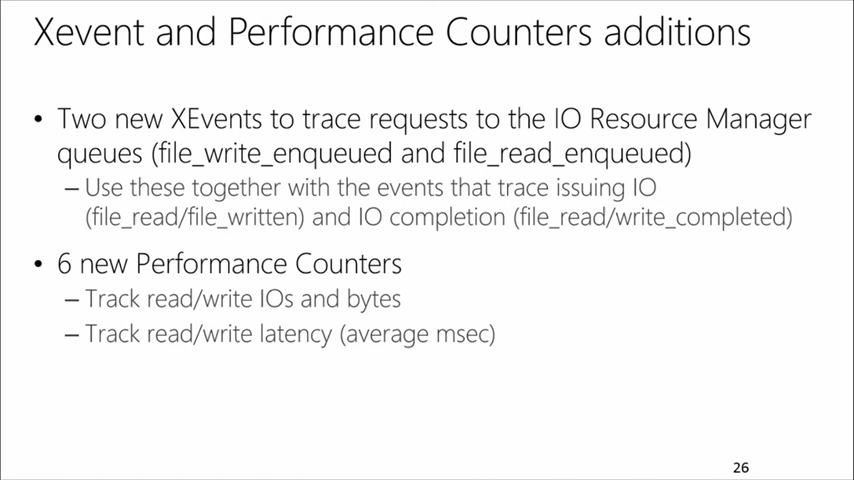 Xevent and Performance Counters additions
• Two new XEvents to trace requests to the IO Resource Manager
queues (file_write_enqueued and file_read_enqueued)
– Use these together with the events that trace issuing IO
(file_read/file_written) and IO completion (file_read/write_completed)
• 6 new Performance Counters
– Track read/write IOs and bytes
– Track read/write latency (average msec)
26